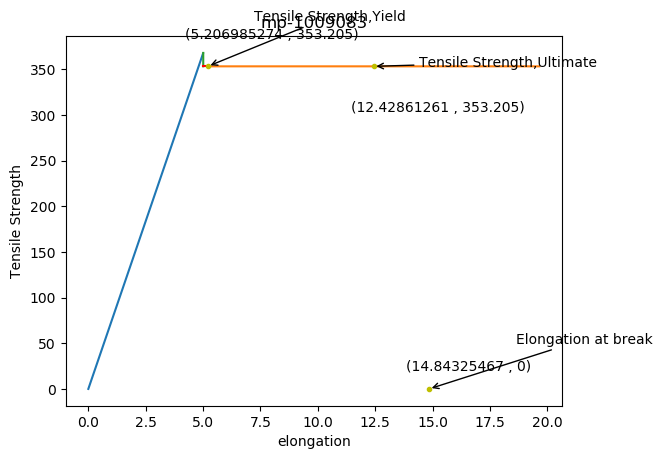 Tensile Strength,Yield
mp-1009083
(5.206985274 , 353.205)
Tensile Strength,Ultimate
(12.42861261 , 353.205)
Elongation at break
(14.84325467 , 0)
Tensile Strength
350
300
250
200
150
100
50
0
0.0 2.5 5.0 7.5 10.0 12.5 15.0 17.5 20.0
elongation